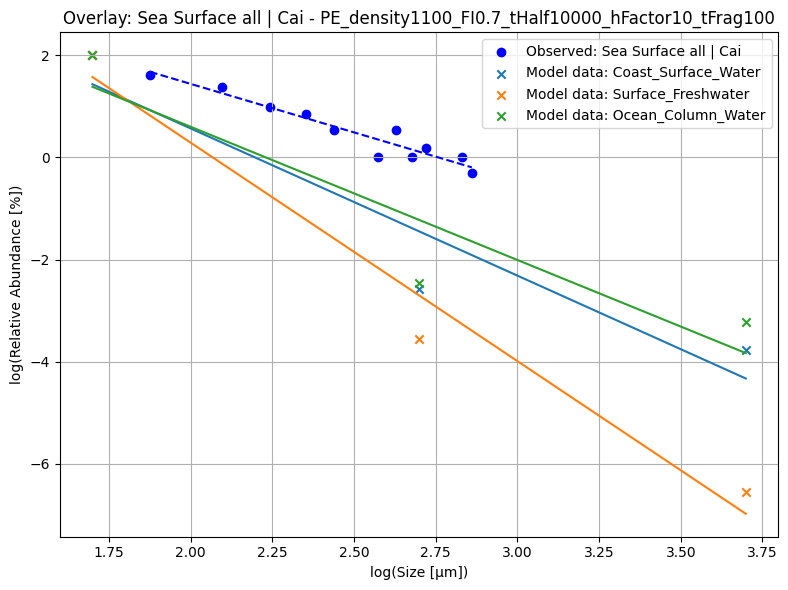 Overlay: Sea Surface all | Cai - PE_density1100_FI0.7_tHalf10000_hFactor10_tFrag100
Observed: Sea Surface all | Cai
Model data: Coast_Surface_Water
Model data: Surface_Freshwater
Model data: Ocean_Column_Water
log(Relative Abundance [%])
2
0
−2
−4
−6
1.75
2.00
2.25
2.50
2.75
3.00
3.25
3.50
3.75
log(Size [µm])